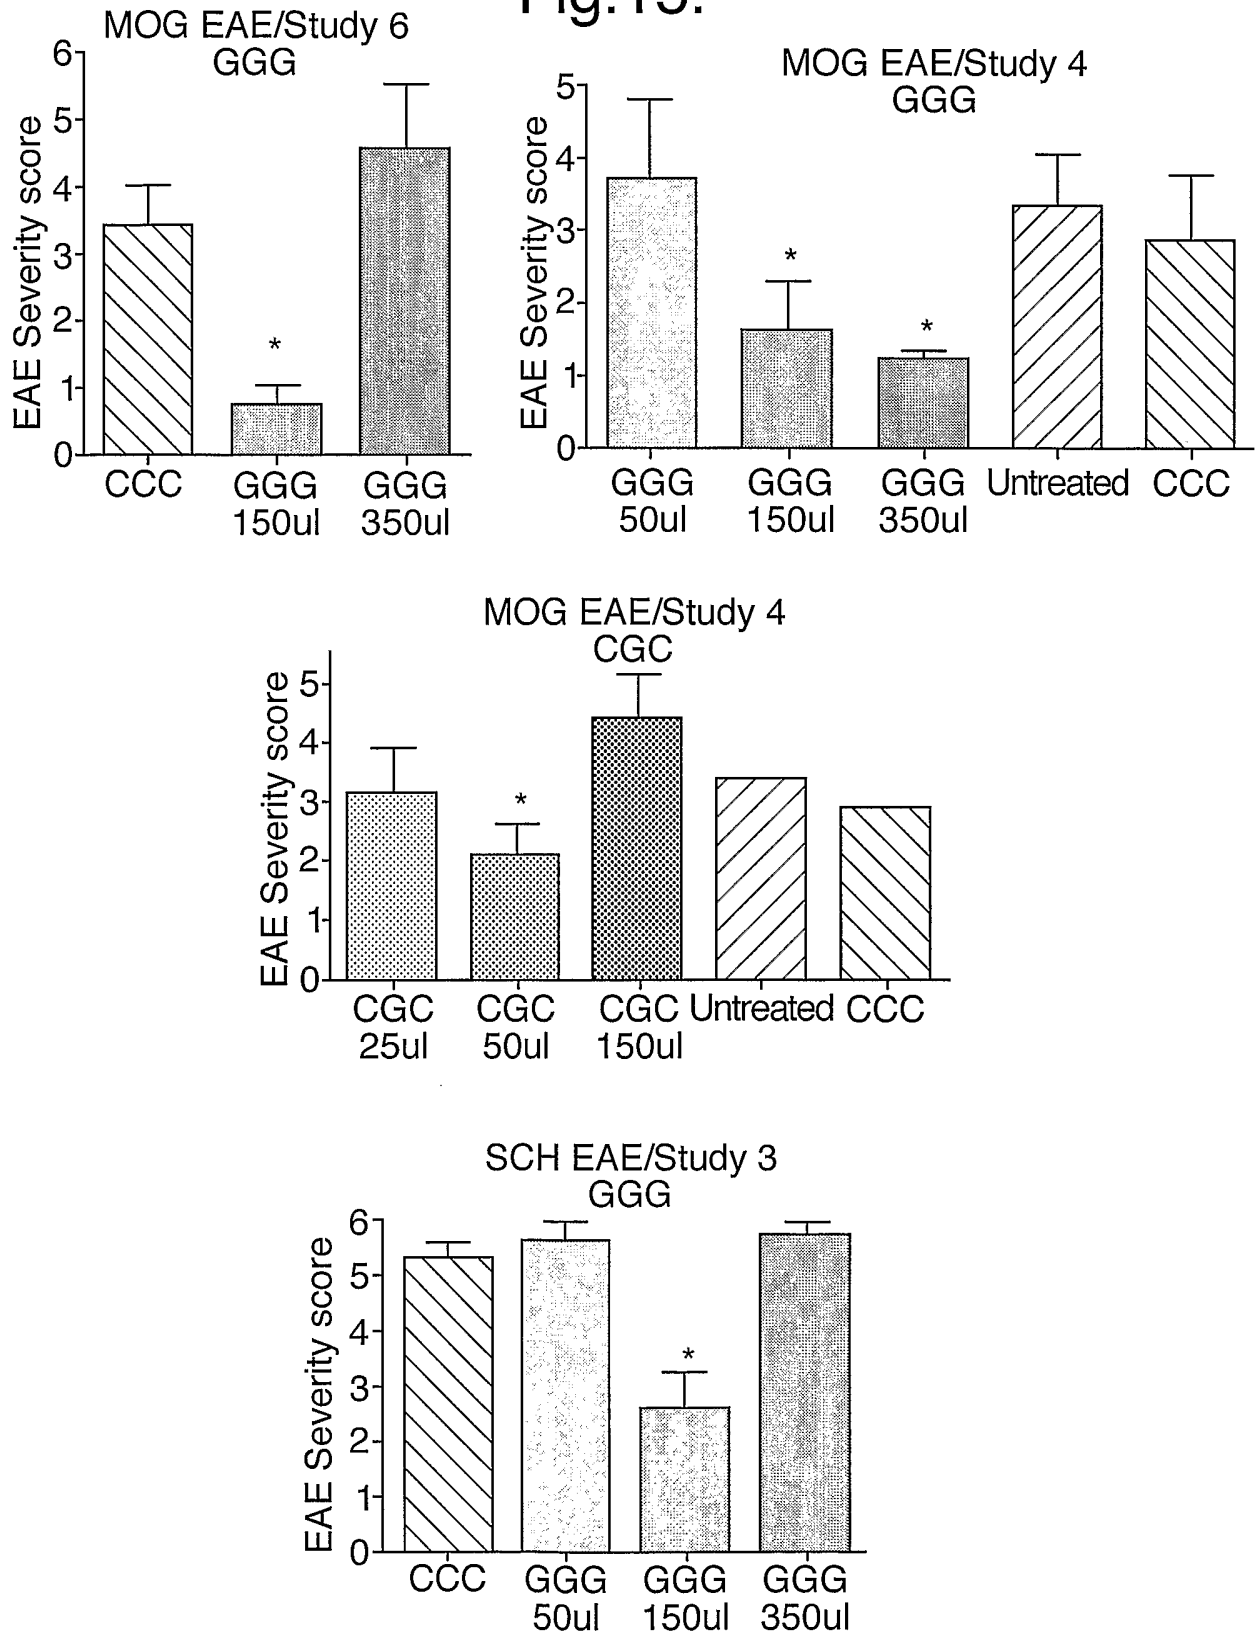 Fig.15.
MOG EAE/Study 6
GGG
EAE Severity score
6
5
4
3
2
1
0
*
CCC
GGG
150ul
GGG
350ul
MOG EAE/Study 4
GGG
EAE Severity score
5
4
3
2
1
0
*
*
GGG
50ul
GGG
150ul
GGG
350ul
Untreated
CCC
MOG EAE/Study 4
CGC
EAE Severity score
5
4
3
2
1
0
*
CGC
25ul
CGC
50ul
CGC
150ul
Untreated
CCC
SCH EAE/Study 3
GGG
EAE Severity score
6
5
4
3
2
1
0
*
CCC
GGG
50ul
GGG
150ul
GGG
350ul